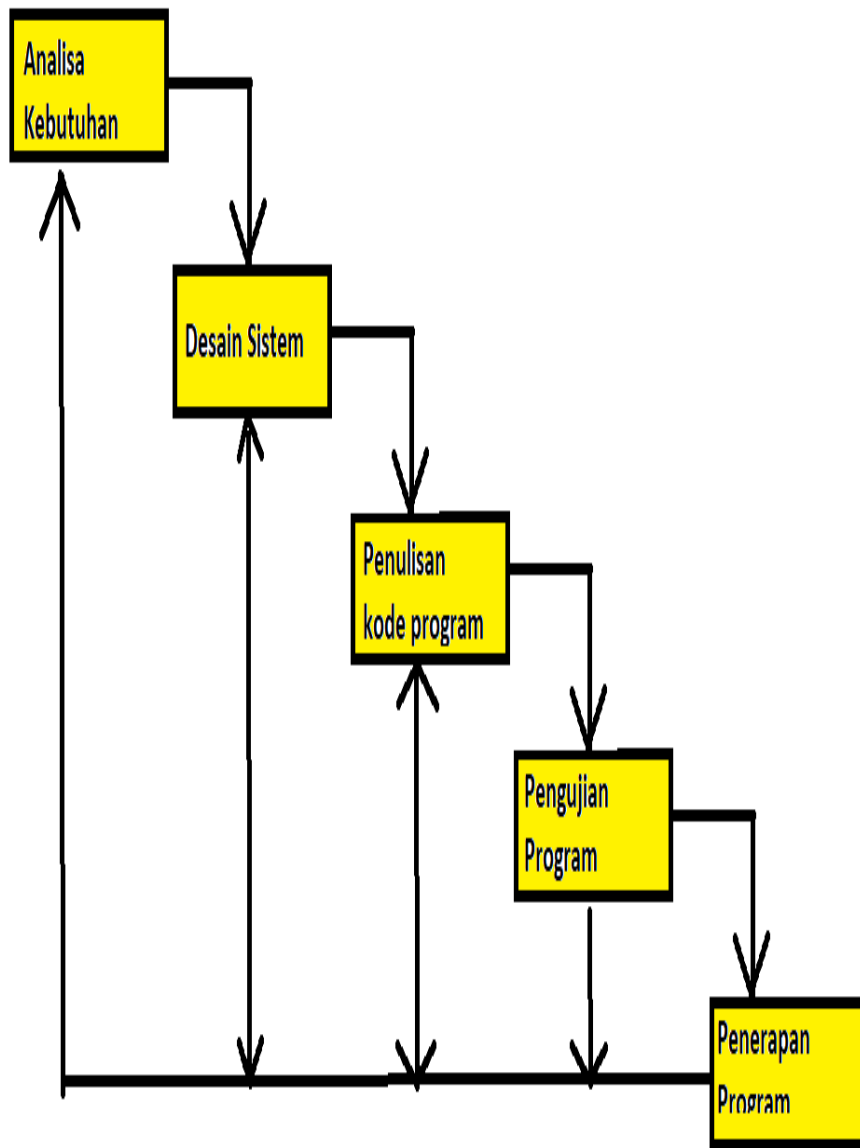 Analisa
Kebutuhan
Desain Sistem
Penulisan
kode program
Pengujian
Program
Penerapan
Program